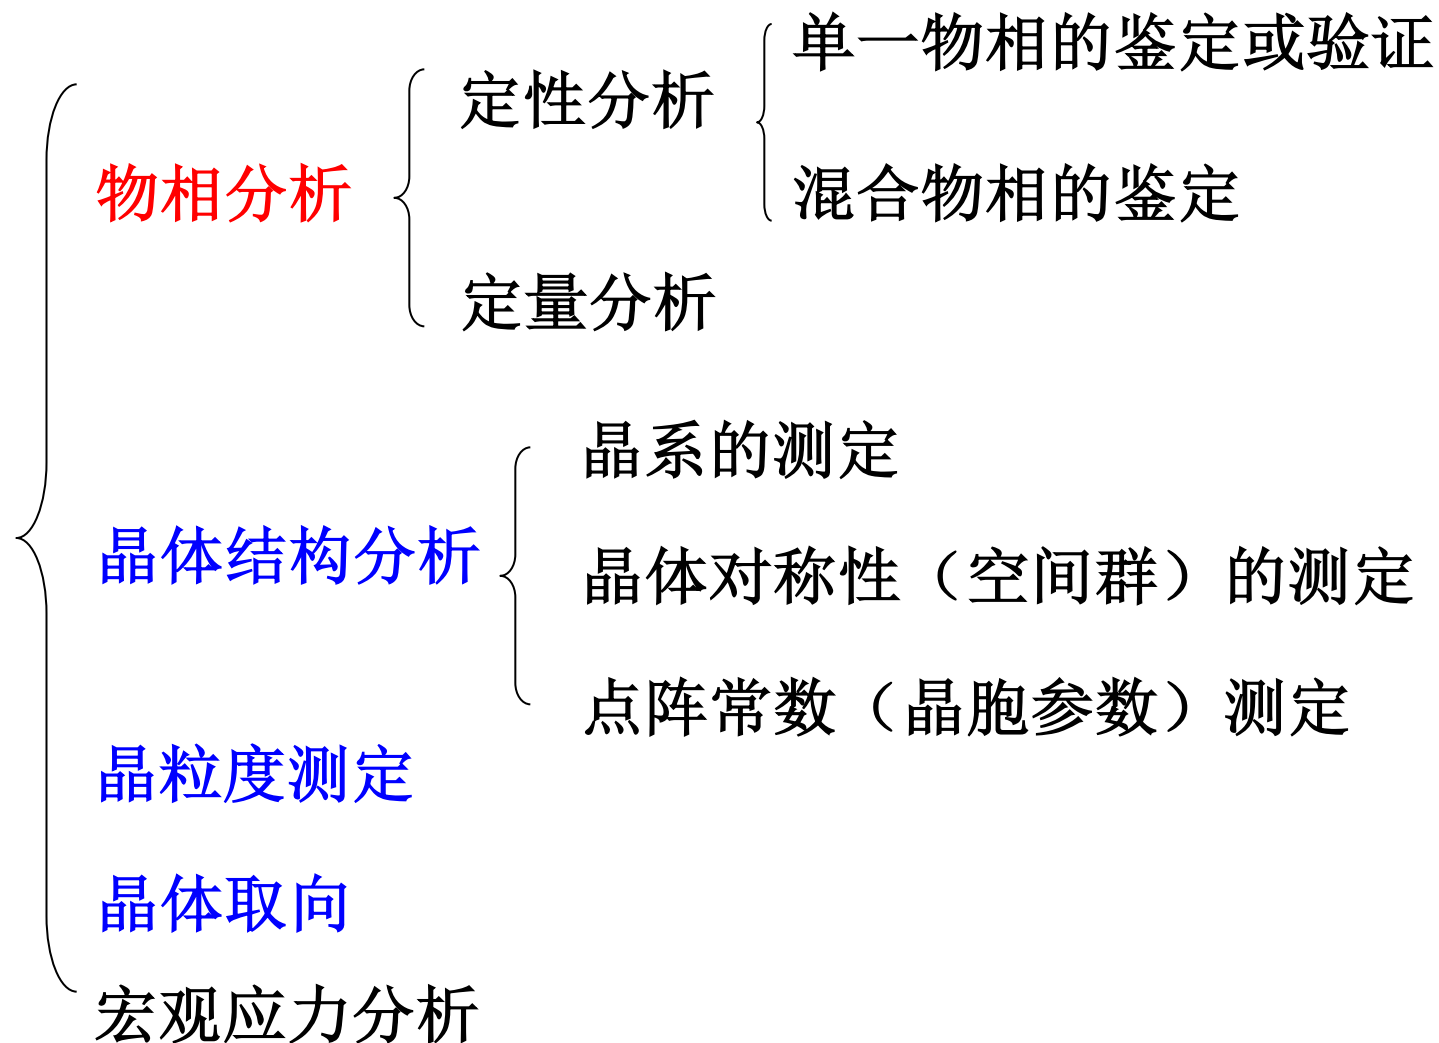 单一物相的鉴定或验证
定性分析
物相分析
混合物相的鉴定
定量分析
晶系的测定
晶体结构分析
晶体对称性（空间群）的测定
点阵常数（晶胞参数）测定
晶粒度测定
晶体取向
宏观应力分析